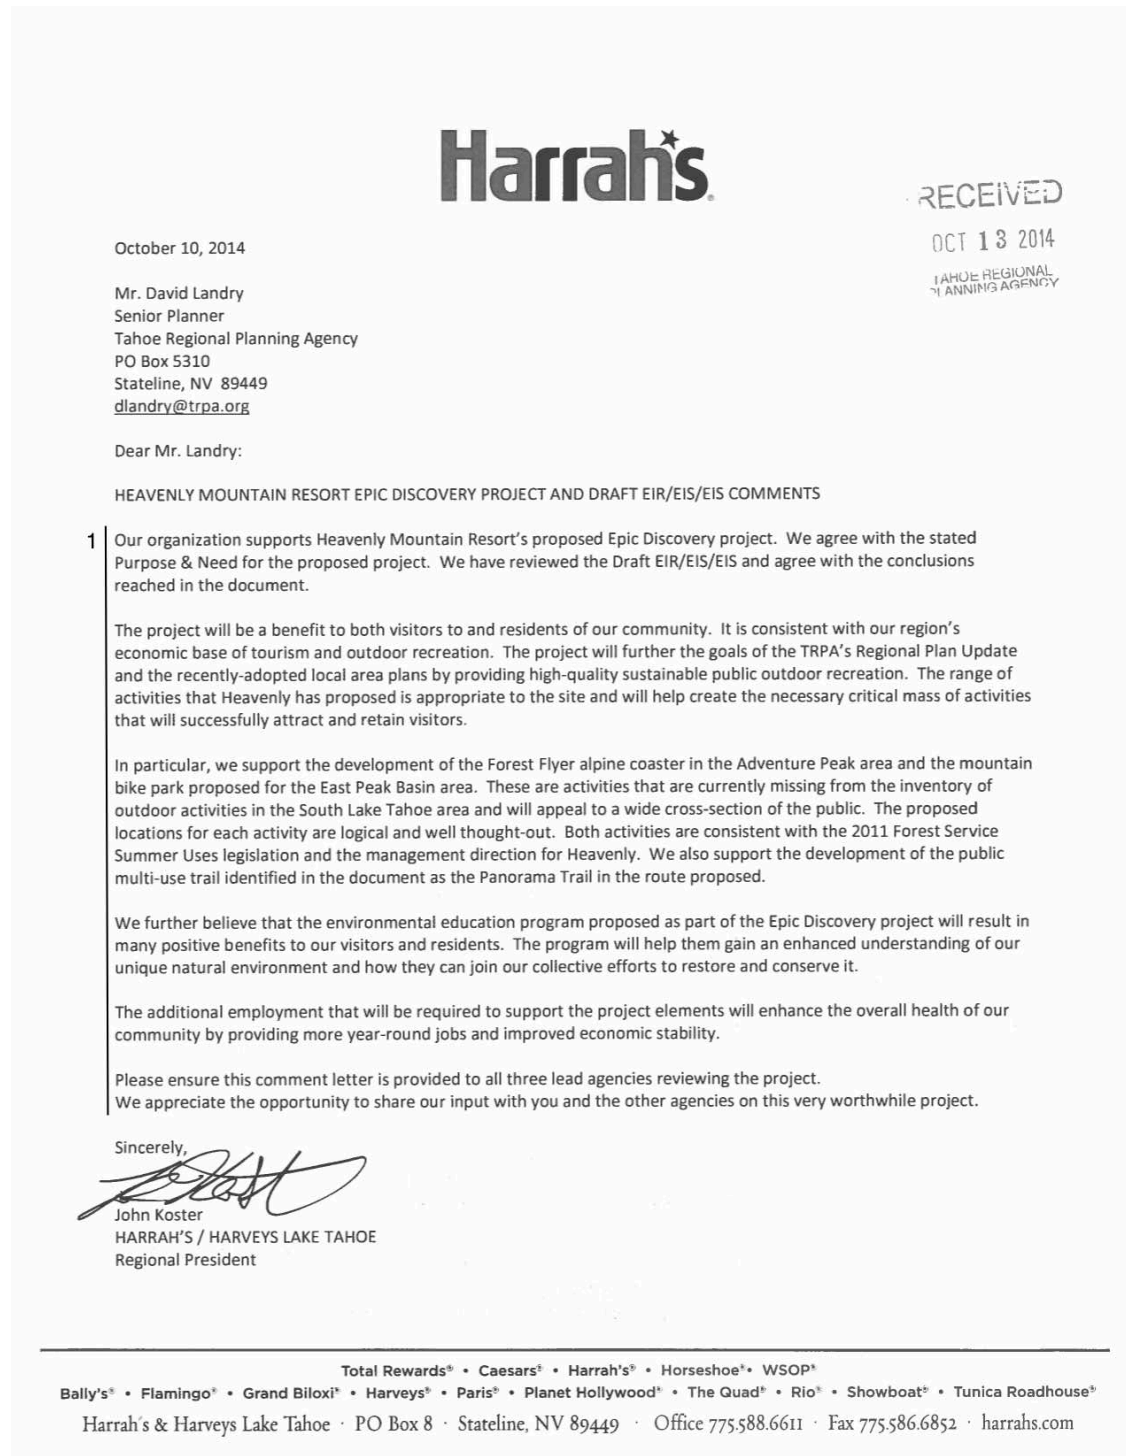 Harrah's
RECEIVED
OCT 13 2014
TAHOE REGIONAL
PLANNING AGENCY
October 10, 2014
Mr. David Landry
Senior Planner
Tahoe Regional Planning Agency
PO Box 5310
Stateline, NV 89449
dlandry@trpa.org
Dear Mr. Landry:
HEAVENLY MOUNTAIN RESORT EPIC DISCOVERY PROJECT AND DRAFT EIR/EIS/EIS COMMENTS
1 Our organization supports Heavenly Mountain Resort's proposed Epic Discovery project. We agree with the stated
Purpose & Need for the proposed project. We have reviewed the Draft EIR/EIS/EIS and agree with the conclusions
reached in the document.
The project will be a benefit to both visitors to and residents of our community. It is consistent with our region's
economic base of tourism and outdoor recreation. The project will further the goals of the TRPA's Regional Plan Update
and the recently-adopted local area plans by providing high-quality sustainable public outdoor recreation. The range of
activities that Heavenly has proposed is appropriate to the site and will help create the necessary critical mass of activities
that will successfully attract and retain visitors.
In particular, we support the development of the Forest Flyer alpine coaster in the Adventure Peak area and the mountain
bike park proposed for the East Peak Basin area. These are activities that are currently missing from the inventory of
outdoor activities in the South Lake Tahoe area and will appeal to a wide cross-section of the public. The proposed
locations for each activity are logical and well thought-out. Both activities are consistent with the 2011 Forest Service
Summer Uses legislation and the management direction for Heavenly. We also support the development of the public
multi-use trail identified in the document as the Panorama Trail in the route proposed.
We further believe that the environmental education program proposed as part of the Epic Discovery project will result in
many positive benefits to our visitors and residents. The program will help them gain an enhanced understanding of our
unique natural environment and how they can join our collective efforts to restore and conserve it.
The additional employment that will be required to support the project elements will enhance the overall health of our
community by providing more year-round jobs and improved economic stability.
Please ensure this comment letter is provided to all three lead agencies reviewing the project.
We appreciate the opportunity to share our input with you and the other agencies on this very worthwhile project.
Sincerely,
John Koster
HARRAH'S / HARVEYS LAKE TAHOE
Regional President
Total Rewards® • Caesars® • Harrah's® • Horseshoe® • WSOP®
Bally's® • Flamingo® • Grand Biloxi® • Harveys® • Paris® • Planet Hollywood® • The Quad® • Rio® • Showboat® • Tunica Roadhouse®
Harrah's & Harveys Lake Tahoe · PO Box 8 · Stateline, NV 89449 · Office 775.588.6611 · Fax 775.586.6852 · harrahs.com